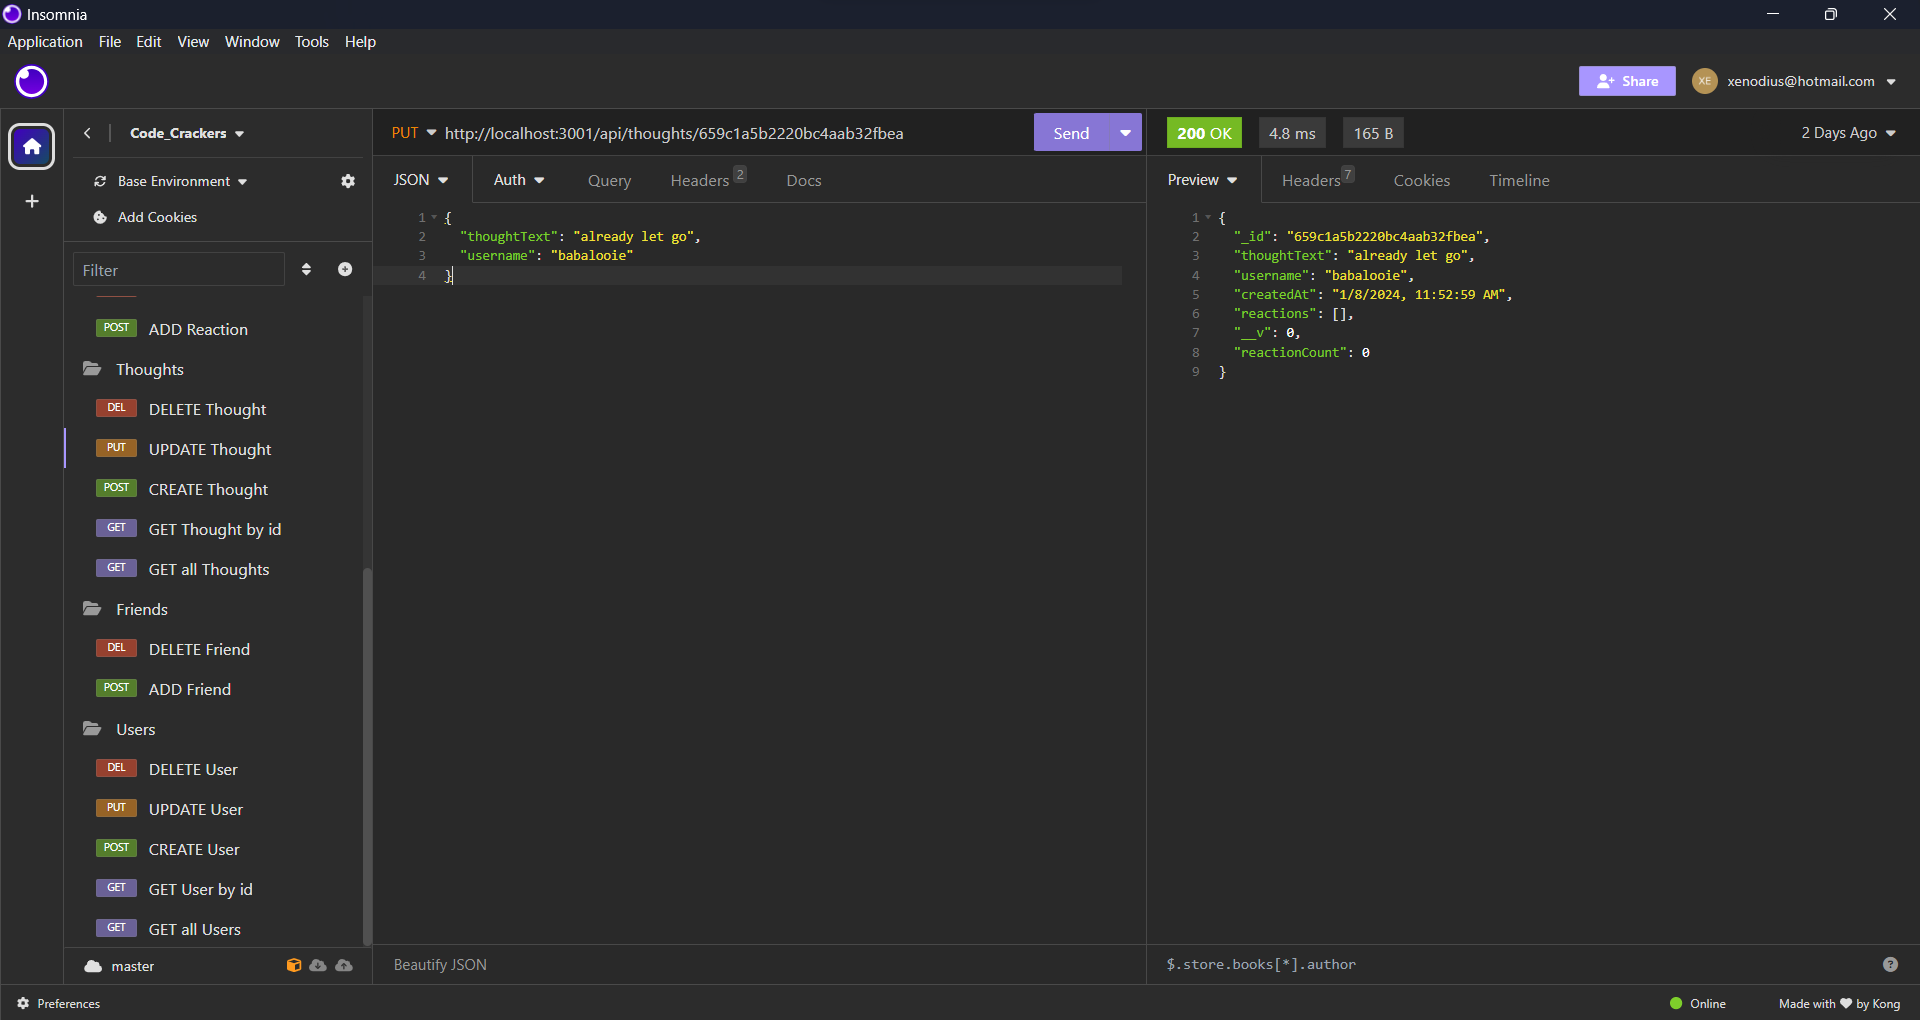 Insomnia
Application File Edit View Window Tools Help
Share XE xenodius@hotmail.com
Code_Crackers
Base Environment
Add Cookies
Filter
POST ADD Reaction
Thoughts
DEL DELETE Thought
PUT UPDATE Thought
POST CREATE Thought
GET GET Thought by id
GET GET all Thoughts
Friends
DEL DELETE Friend
POST ADD Friend
Users
DEL DELETE User
PUT UPDATE User
POST CREATE User
GET GET User by id
GET GET all Users
master
PUT http://localhost:3001/api/thoughts/659c1a5b2220bc4aab32fbea Send
JSON Auth Query Headers 2 Docs
1 {
2 "thoughtText": "already let go",
3 "username": "babalooie"
4 }
Beautify JSON
200 OK 4.8 ms 165 B 2 Days Ago
Preview Headers 7 Cookies Timeline
1 {
2 "_id": "659c1a5b2220bc4aab32fbea",
3 "thoughtText": "already let go",
4 "username": "babalooie",
5 "createdAt": "1/8/2024, 11:52:59 AM",
6 "reactions": [],
7 "__v": 0,
8 "reactionCount": 0
9 }
$.store.books[*].author ?
Preferences
Online Made with ♥ by Kong